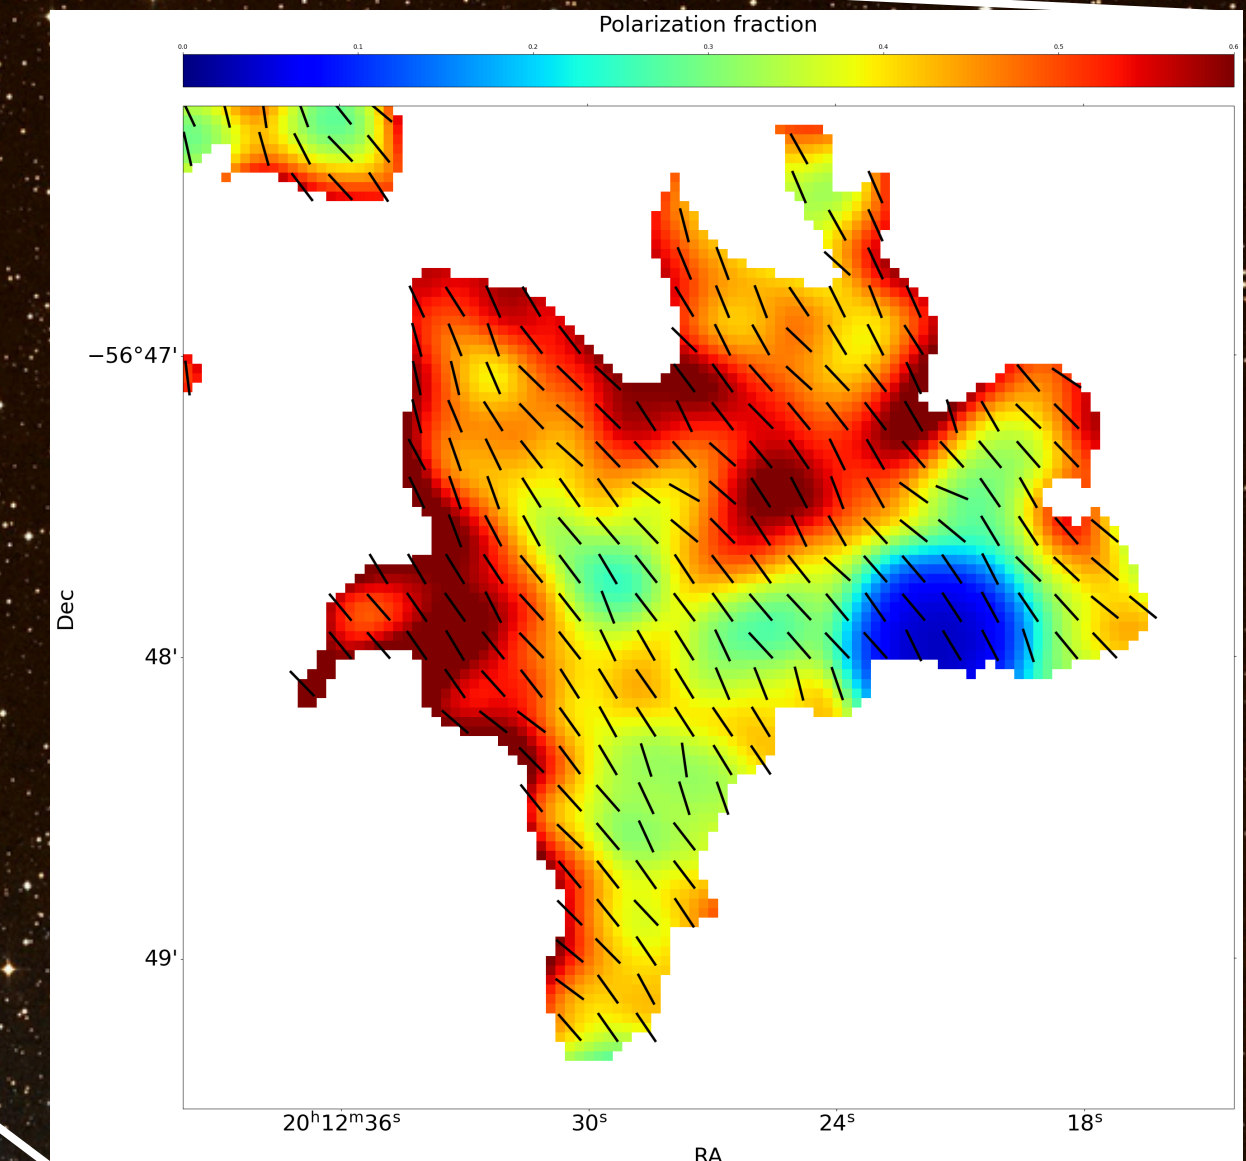 Polarization fraction
0.0 0.1 0.2 0.3 0.4 0.5 0.6
−56°47'
48'
49'
Dec
20ʰ12ᵐ36ˢ 30ˢ 24ˢ 18ˢ
RA